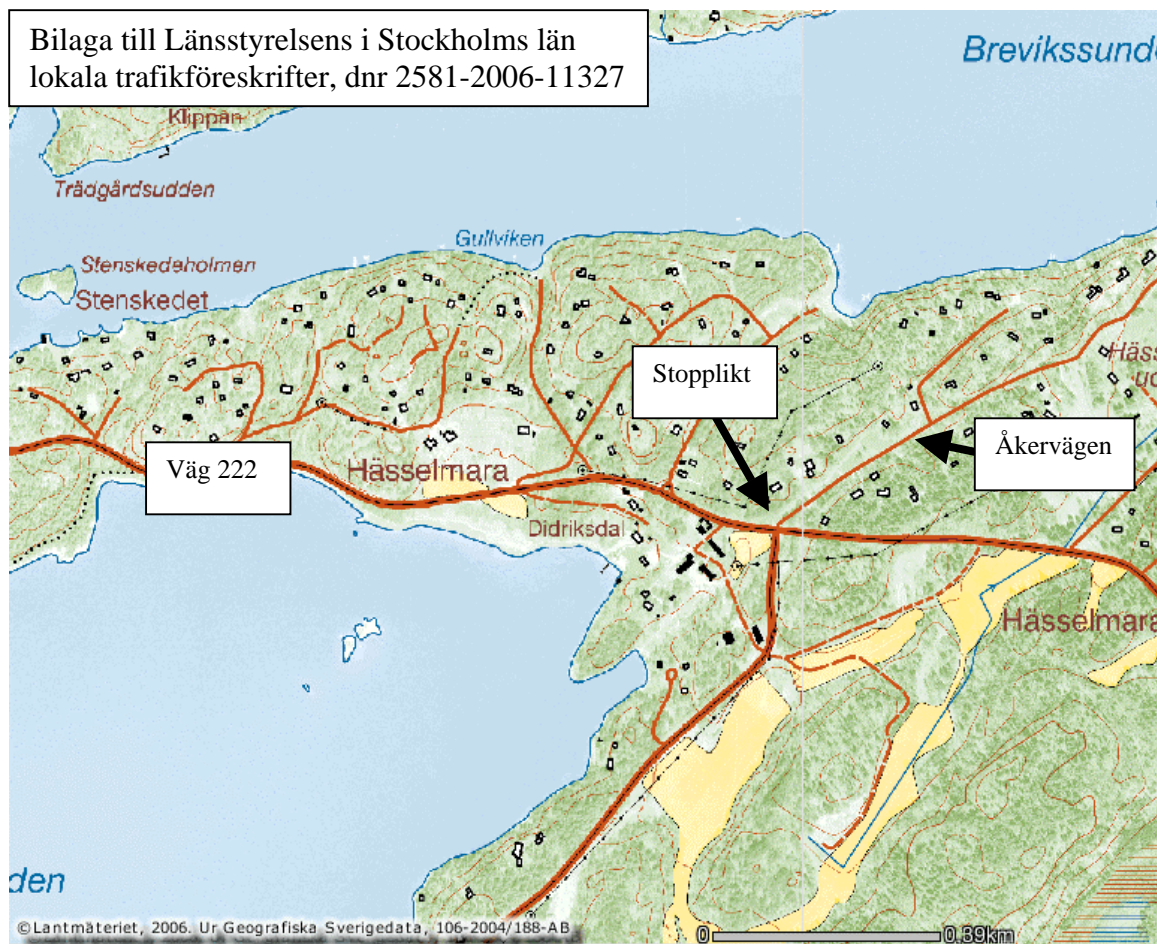 Bilaga till Länsstyrelsens i Stockholms län
lokala trafikföreskrifter, dnr 2581-2006-11327
Klippan
Trädgårdsudden
Stenskedeholmen
Stenskedet
Gullviken
Stopplikt
Häss
Åkervägen
Väg 222
Hässelmara
Didriksdal
Hässelmara
den
©Lantmäteriet, 2006. Ur Geografiska Sverigedata, 106-2004/188-AB
0 0.39km